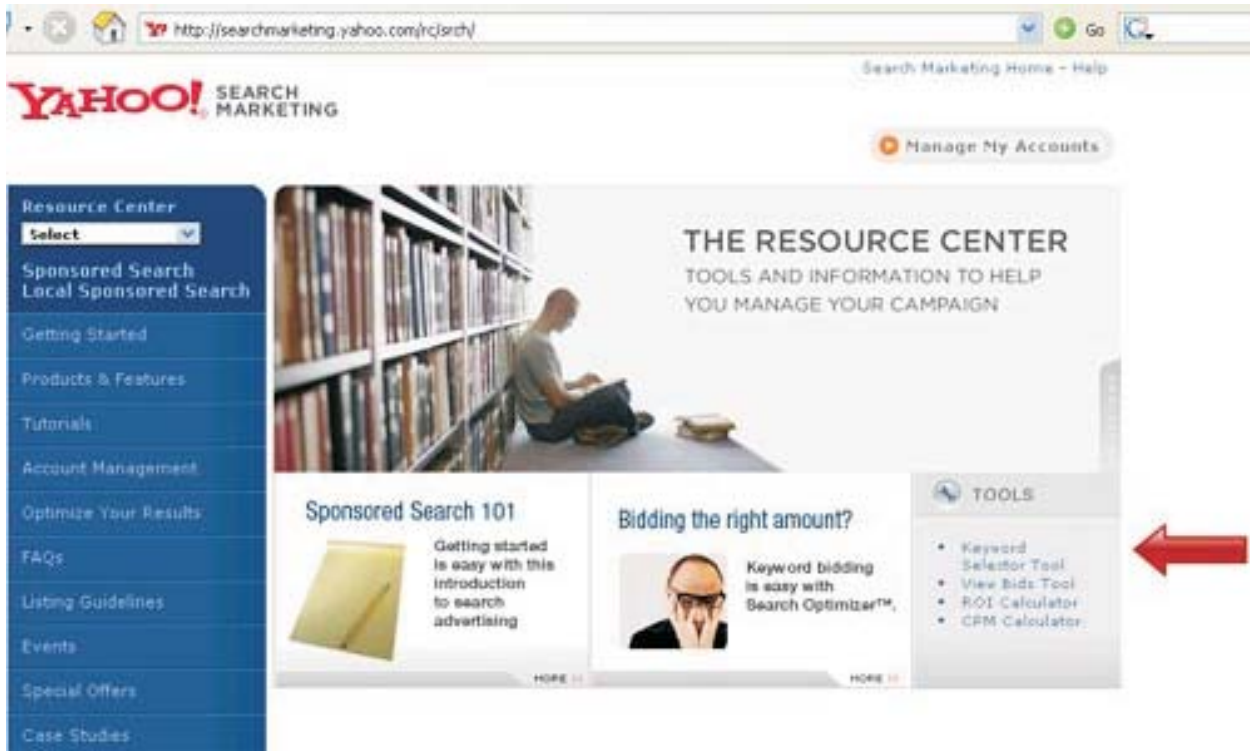 http://searchmarketing.yahoo.com/rc/srch/
Go
Search Marketing Home - Help
YAHOO! SEARCH
MARKETING
Manage My Accounts
Resource Center
Select
Sponsored Search
Local Sponsored Search
Getting Started
Products & Features
Tutorials
Account Management
Optimize Your Results
FAQs
Listing Guidelines
Events
Special Offers
Case Studies
THE RESOURCE CENTER
TOOLS AND INFORMATION TO HELP
YOU MANAGE YOUR CAMPAIGN
Sponsored Search 101
Getting started
is easy with this
introduction
to search
advertising
MORE
Bidding the right amount?
Keyword bidding
is easy with
Search Optimizer™.
MORE
TOOLS
• Keyword
Selector Tool
• View Bids Tool
• ROI Calculator
• CPM Calculator